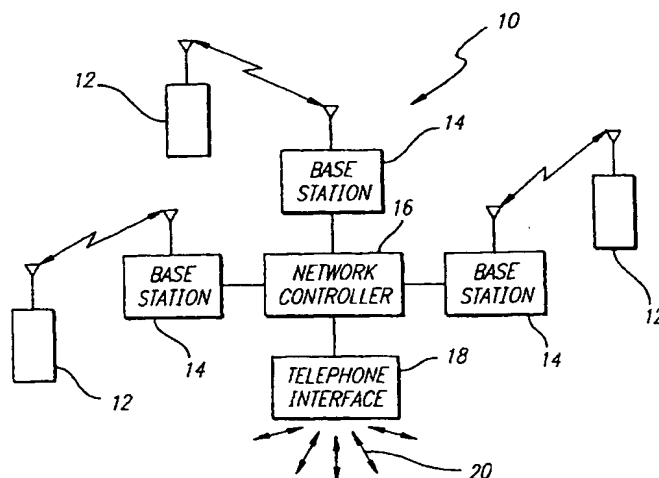 10
12
14
BASE
STATION
16
BASE
STATION
NETWORK
CONTROLLER
BASE
STATION
12
14
14
12
18
TELEPHONE
INTERFACE
20